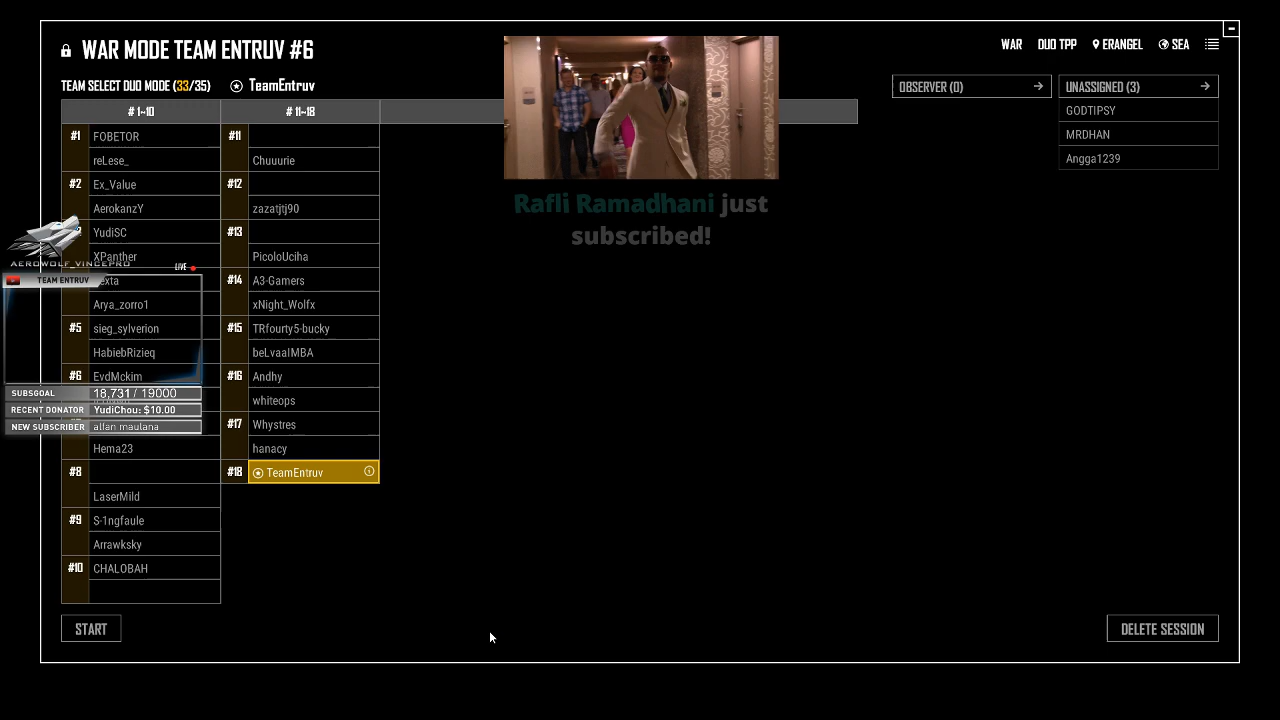 WAR MODE TEAM ENTRUV #6
WAR DUO TPP ERANGEL SEA
TEAM SELECT DUO MODE (33/35) TeamEntruv
OBSERVER (0)
UNASSIGNED (3)
GODTIPSY
MRDHAN
Angga1239
# 1~10
#1 FOBETOR
reLese_
#2 Ex_Value
AerokanzY
YudiSC
XPanther
Arya_zorro1
#5 sieg_sylverion
HabiebRizieq
#6 EvdMckim
Hema23
#8
LaserMild
#9 S-1ngfaule
Arrawksky
#10 CHALOBAH
# 11~18
#11
Chuuurie
#12
zazatjtj90
#13
PicoloUciha
#14 A3-Gamers
xNight_Wolfx
#15 TRfourty5-bucky
beLvaaIMBA
#16 Andhy
whiteops
#17 Whystres
hanacy
#18 TeamEntruv
Rafli Ramadhani just
subscribed!
AEROWOLF_VINCEPRO
LIVE
TEAM ENTRUV
SUBSGOAL 18,731 / 19000
RECENT DONATOR YudiChou: $10.00
NEW SUBSCRIBER alfan maulana
START
DELETE SESSION